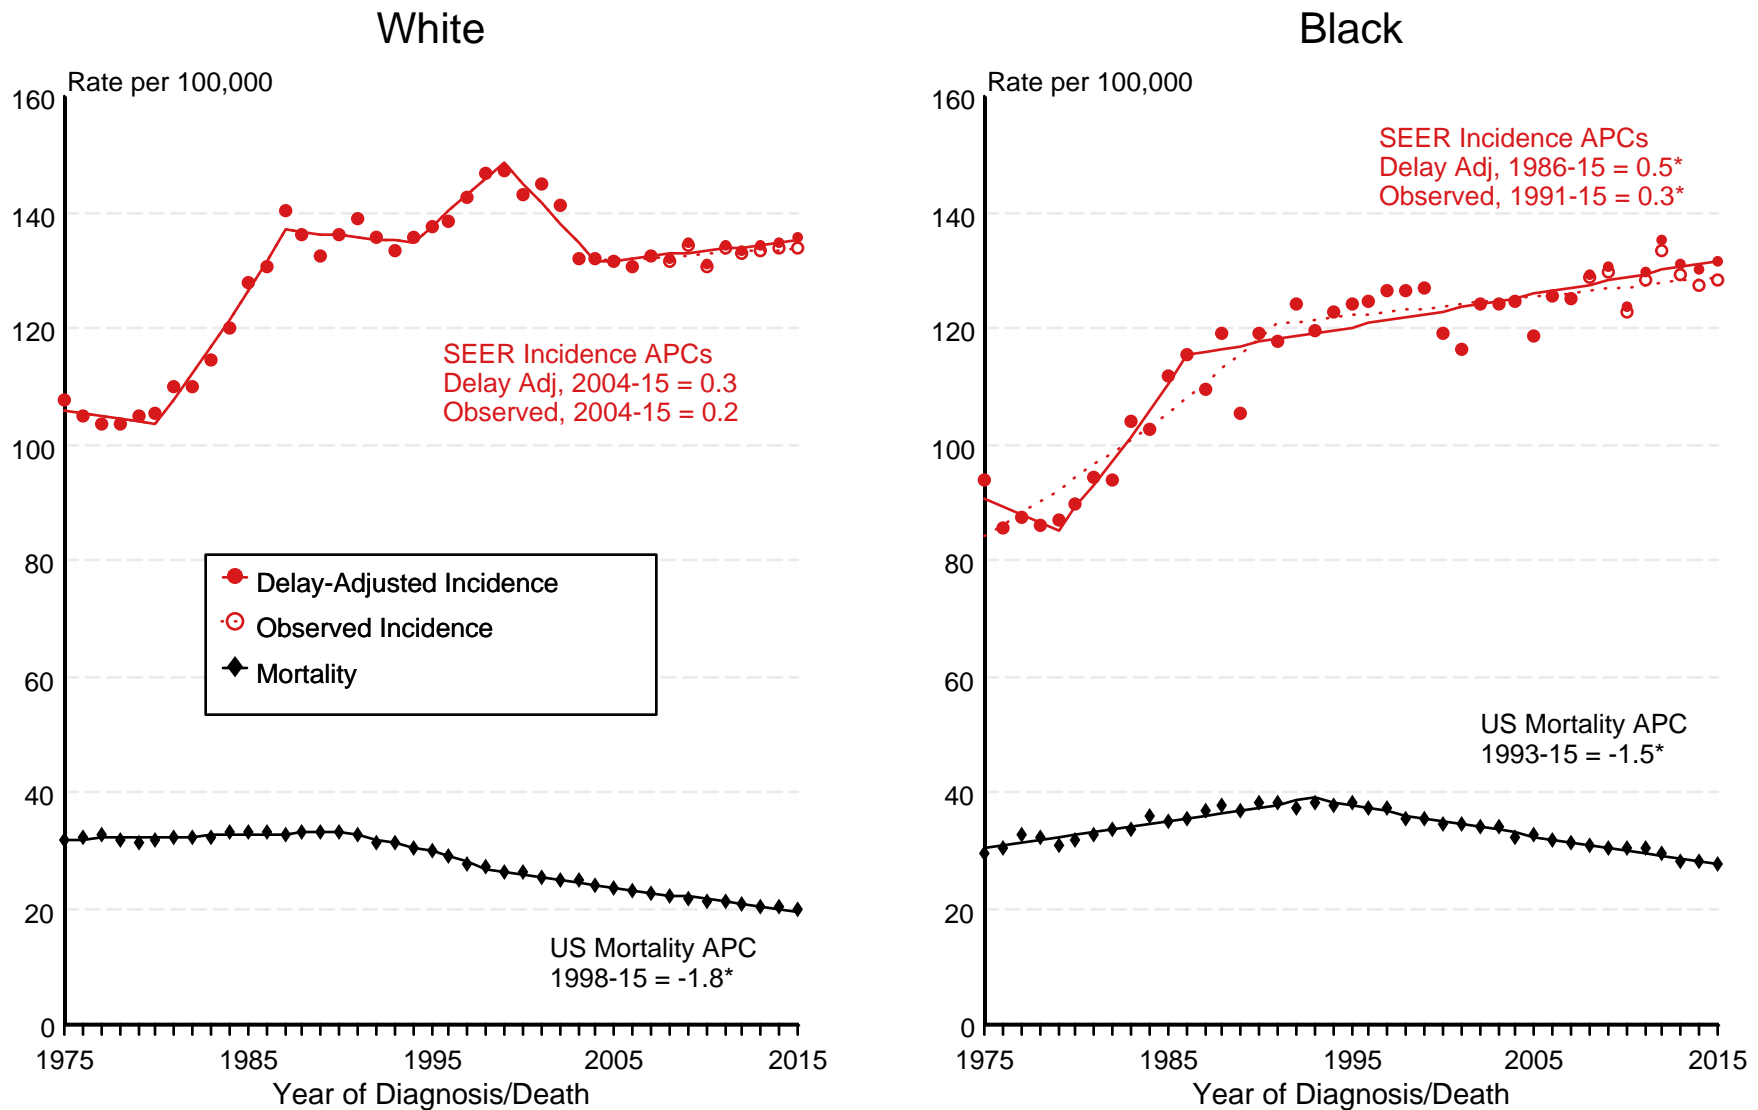 White
Rate per 100,000
160
140
120
100
80
60
40
20
0
SEER Incidence APCs
Delay Adj, 2004-15 = 0.3
Observed, 2004-15 = 0.2
Delay-Adjusted Incidence
Observed Incidence
Mortality
US Mortality APC
1998-15 = -1.8*
1975 1985 1995 2005 2015
Year of Diagnosis/Death
Black
Rate per 100,000
160
140
120
100
80
60
40
20
0
SEER Incidence APCs
Delay Adj, 1986-15 = 0.5*
Observed, 1991-15 = 0.3*
US Mortality APC
1993-15 = -1.5*
1975 1985 1995 2005 2015
Year of Diagnosis/Death